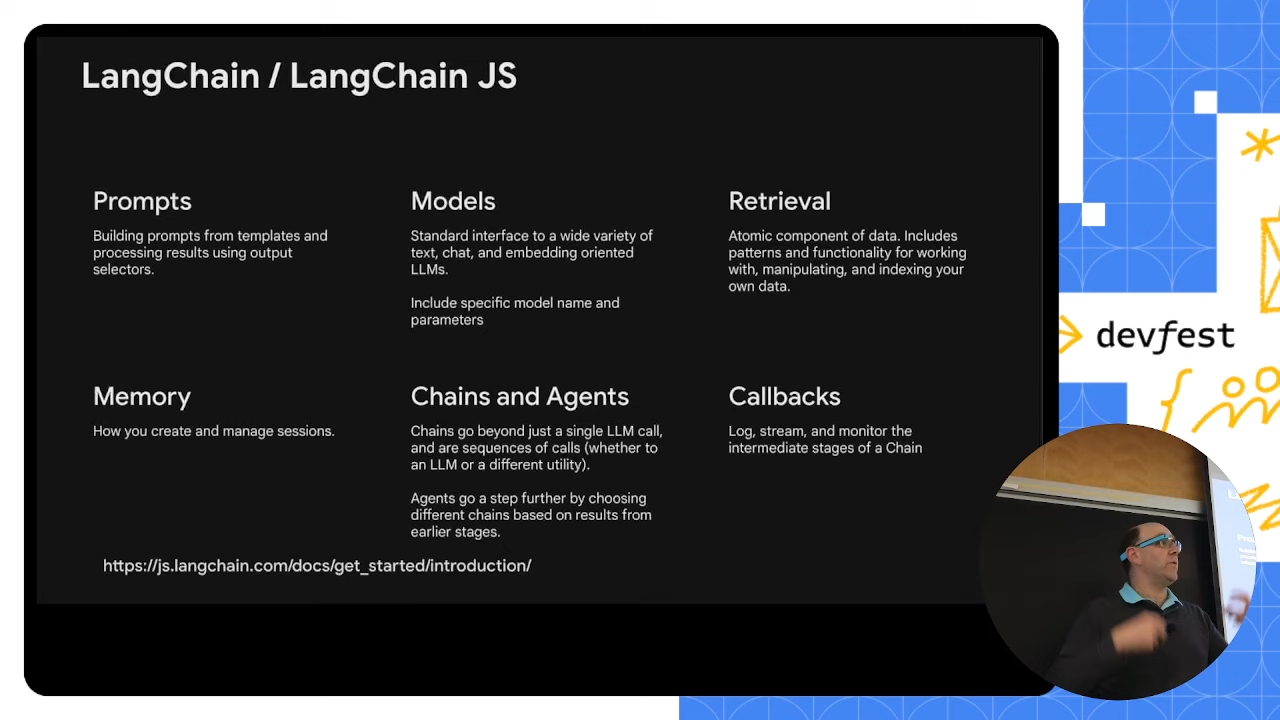 LangChain / LangChain JS
Prompts
Building prompts from templates and
processing results using output
selectors.
Models
Standard interface to a wide variety of
text, chat, and embedding oriented
LLMs.
Include specific model name and
parameters
Retrieval
Atomic component of data. Includes
patterns and functionality for working
with, manipulating, and indexing your
own data.
Memory
How you create and manage sessions.
Chains and Agents
Chains go beyond just a single LLM call,
and are sequences of calls (whether to
an LLM or a different utility).
Agents go a step further by choosing
different chains based on results from
earlier stages.
Callbacks
Log, stream, and monitor the
intermediate stages of a Chain
https://js.langchain.com/docs/get_started/introduction/
devfest